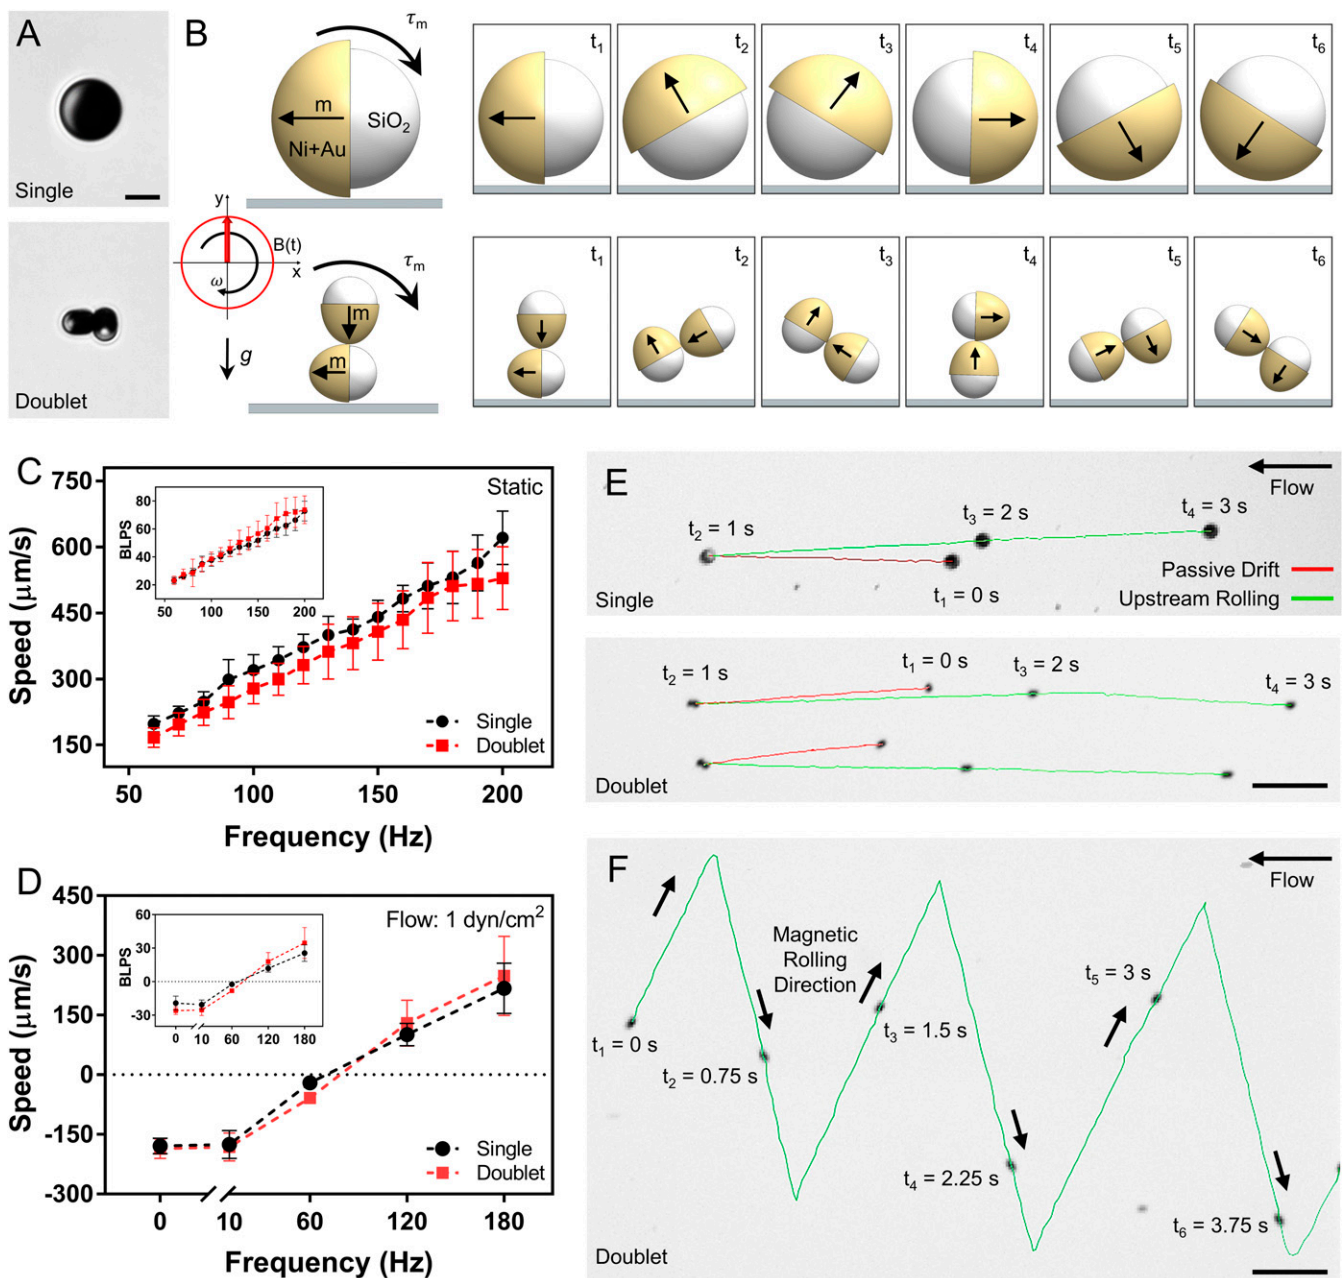 A
Single
Doublet
B
τm
m
SiO2
Ni+Au
t1
t2
t3
t4
t5
t6
y
B(t)
x
ω
g
τm
m
m
t1
t2
t3
t4
t5
t6
C
Static
Speed (μm/s)
750
600
450
300
150
BLPS
80
60
40
20
50
100
150
200
Single
Doublet
50
100
150
200
Frequency (Hz)
D
Flow: 1 dyn/cm2
Speed (μm/s)
450
300
150
0
-150
-300
BLPS
60
30
0
-30
0
10
60
120
180
Single
Doublet
0
10
60
120
180
Frequency (Hz)
E
Flow
t2 = 1 s
t3 = 2 s
t4 = 3 s
t1 = 0 s
Passive Drift
Upstream Rolling
Single
t2 = 1 s
t1 = 0 s
t3 = 2 s
t4 = 3 s
Doublet
F
Flow
Magnetic
Rolling
Direction
t1 = 0 s
t2 = 0.75 s
t3 = 1.5 s
t4 = 2.25 s
t5 = 3 s
t6 = 3.75 s
Doublet